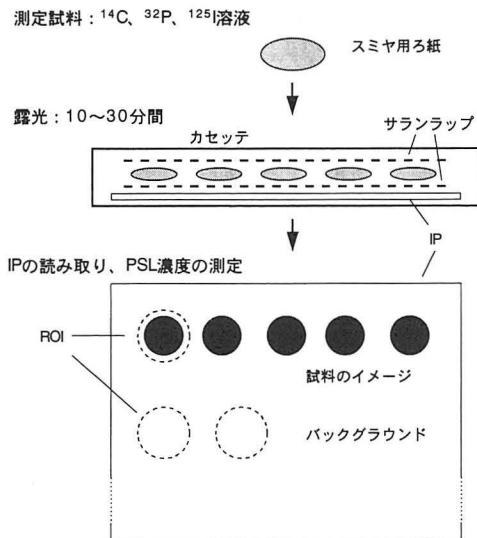 測定試料：¹⁴C、³²P、¹²⁵I溶液
スミヤ用ろ紙
露光：10〜30分間
カセッテ
サランラップ
IP
IPの読み取り、PSL濃度の測定
ROI
試料のイメージ
バックグラウンド